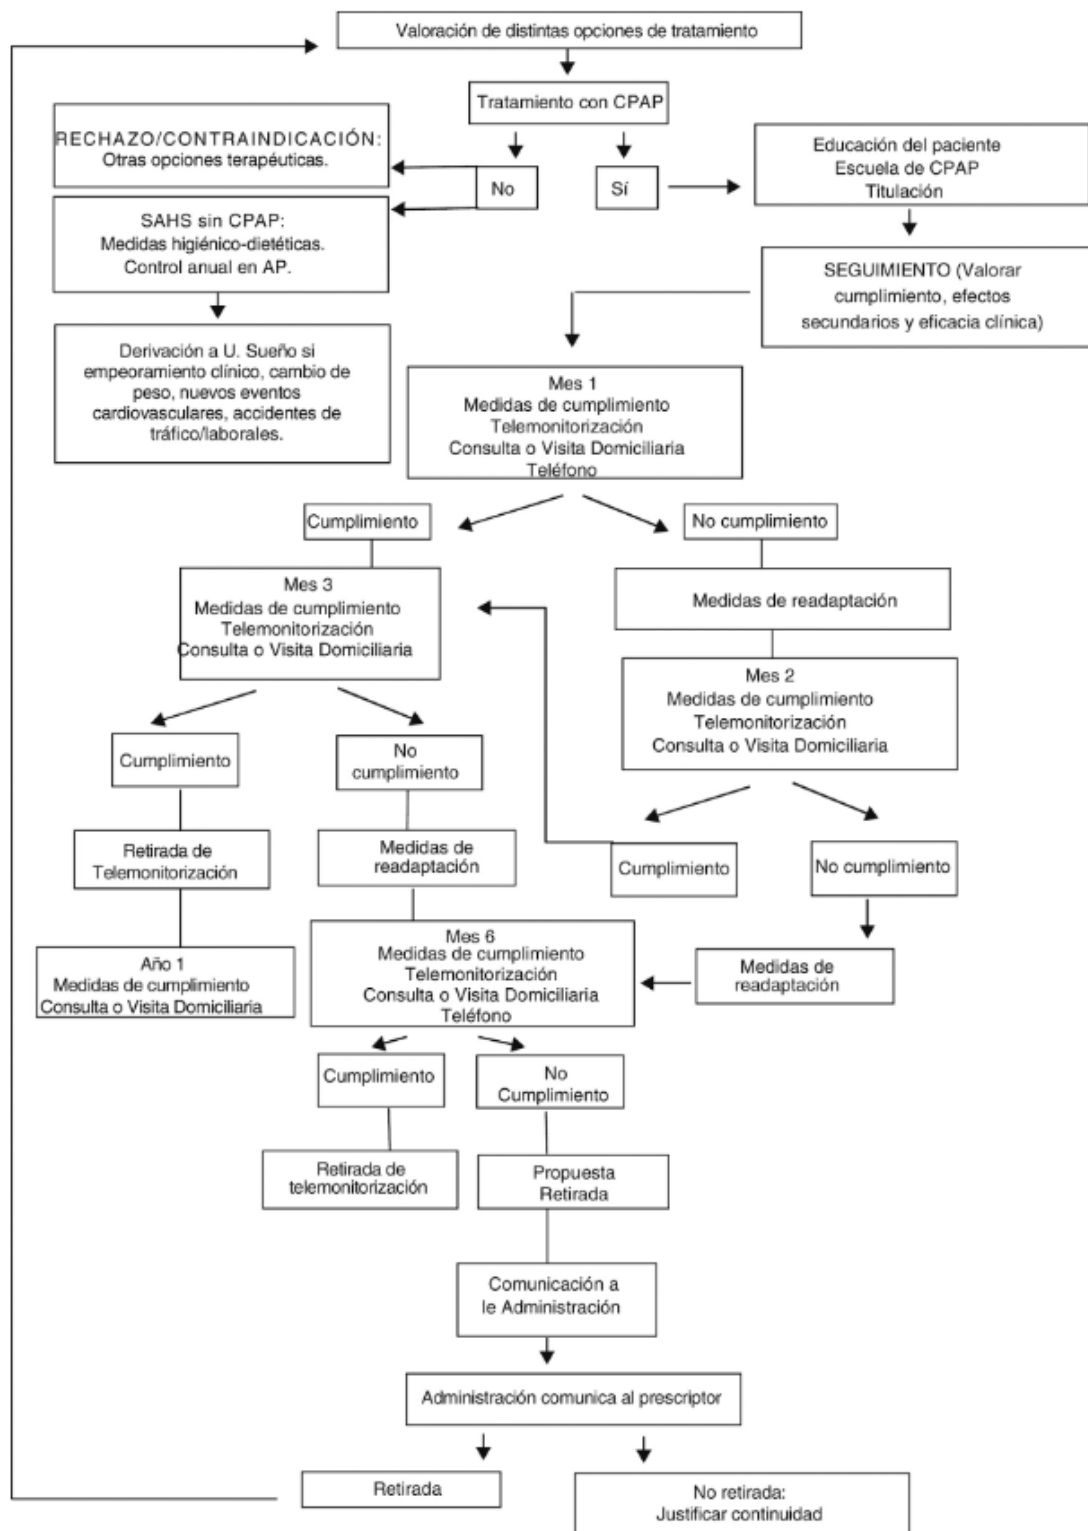 Valoración de distintas opciones de tratamiento
Tratamiento con CPAP
RECHAZO/CONTRAINDICACIÓN:
Otras opciones terapéuticas.
No
Sí
Educación del paciente
Escuela de CPAP
Titulación
SAHS sin CPAP:
Medidas higiénico-dietéticas.
Control anual en AP.
SEGUIMIENTO (Valorar
cumplimiento, efectos
secundarios y eficacia clínica)
Derivación a U. Sueño si
empeoramiento clínico, cambio de
peso, nuevos eventos
cardiovasculares, accidentes de
tráfico/laborales.
Mes 1
Medidas de cumplimiento
Telemonitorización
Consulta o Visita Domiciliaria
Teléfono
Cumplimiento
No cumplimiento
Mes 3
Medidas de cumplimiento
Telemonitorización
Consulta o Visita Domiciliaria
Medidas de readaptación
Mes 2
Medidas de cumplimiento
Telemonitorización
Consulta o Visita Domiciliaria
Cumplimiento
No
cumplimiento
Cumplimiento
No cumplimiento
Retirada de
Telemonitorización
Medidas de
readaptación
Año 1
Medidas de cumplimiento
Consulta o Visita Domiciliaria
Mes 6
Medidas de cumplimiento
Telemonitorización
Consulta o Visita Domiciliaria
Teléfono
Medidas de
readaptación
Cumplimiento
No
Cumplimiento
Retirada de
telemonitorización
Propuesta
Retirada
Comunicación a
le Administración
Administración comunica al prescriptor
Retirada
No retirada:
Justificar continuidad